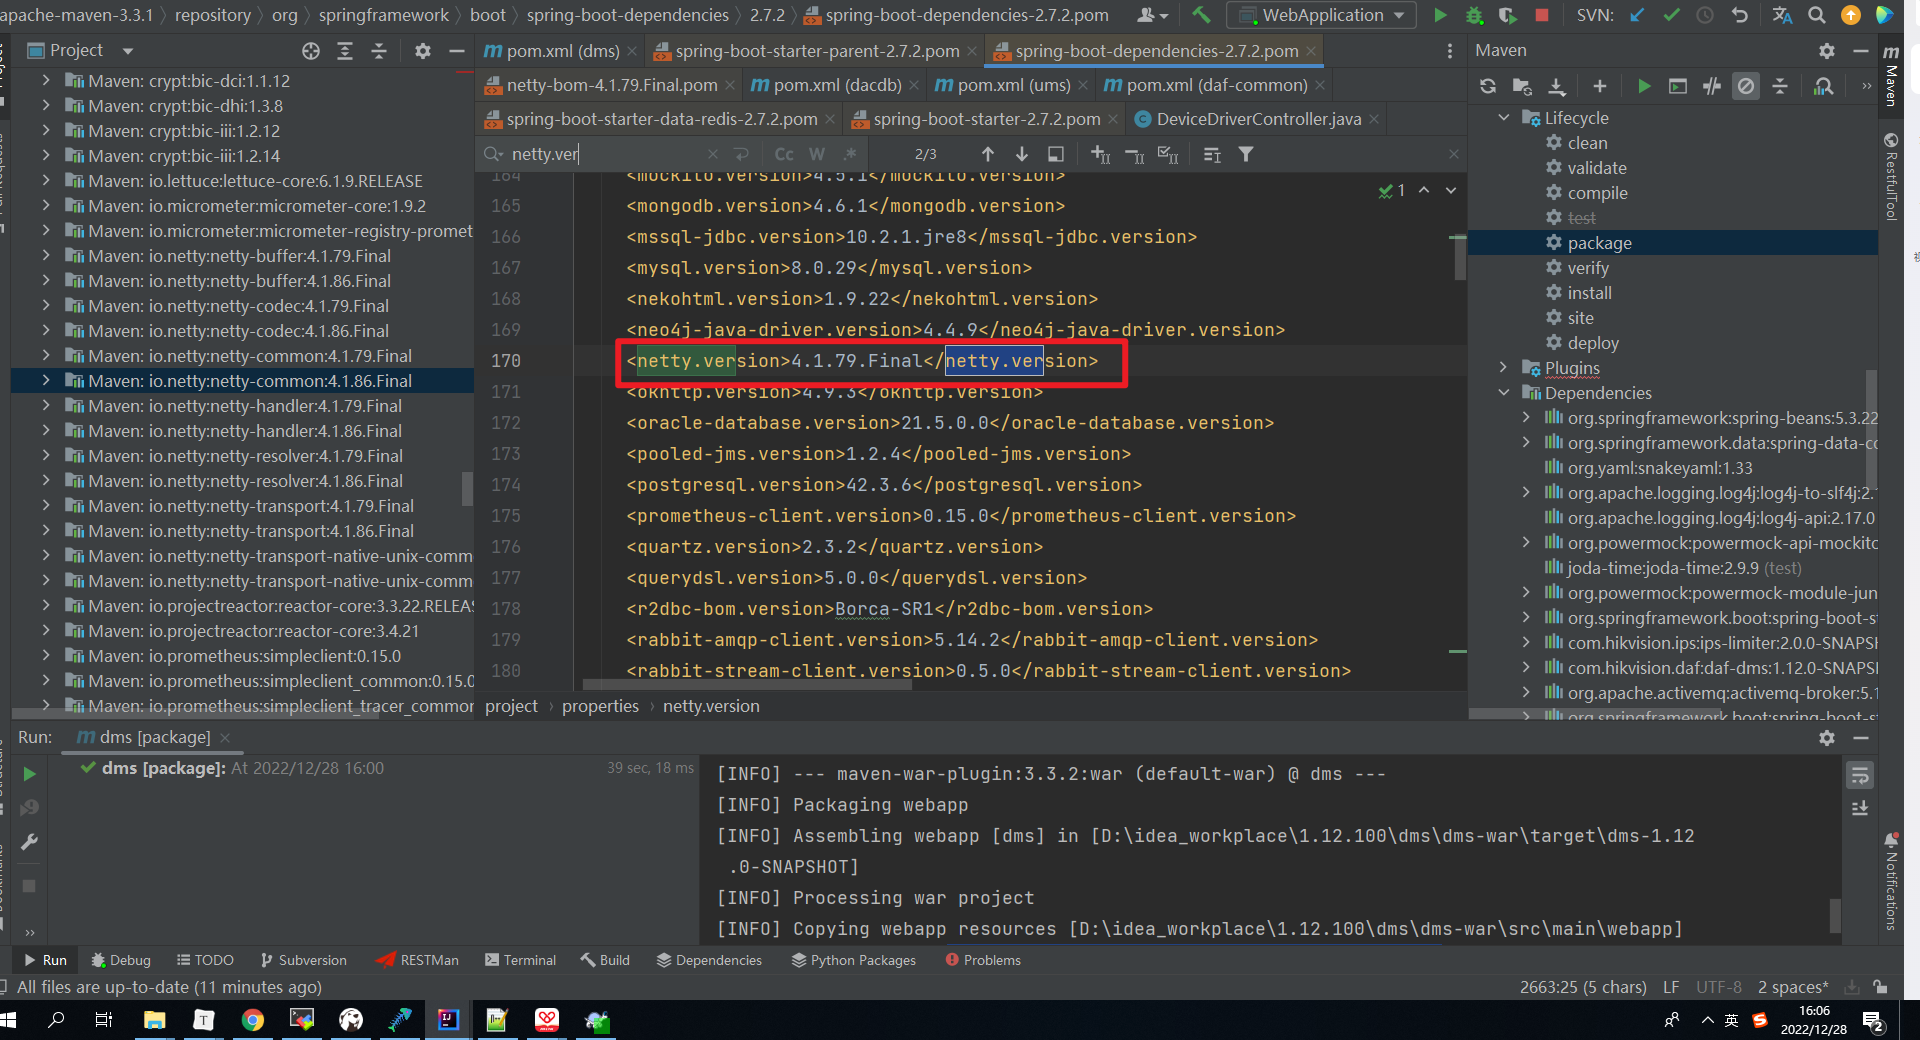 apache-maven-3.3.1 〉 repository 〉 org 〉 springframework 〉 boot 〉 spring-boot-dependencies 〉 2.7.2 〉 spring-boot-dependencies-2.7.2.pom
WebApplication
SVN:
Project
pom.xml (dms)
spring-boot-starter-parent-2.7.2.pom
spring-boot-dependencies-2.7.2.pom
netty-bom-4.1.79.Final.pom
pom.xml (dacdb)
pom.xml (ums)
pom.xml (daf-common)
spring-boot-starter-data-redis-2.7.2.pom
spring-boot-starter-2.7.2.pom
DeviceDriverController.java
netty.ver
Cc
W
.*
2/3
Maven: crypt:bic-dci:1.1.12
Maven: crypt:bic-dhi:1.3.8
Maven: crypt:bic-iii:1.2.12
Maven: crypt:bic-iii:1.2.14
Maven: io.lettuce:lettuce-core:6.1.9.RELEASE
Maven: io.micrometer:micrometer-core:1.9.2
Maven: io.micrometer:micrometer-registry-promet
Maven: io.netty:netty-buffer:4.1.79.Final
Maven: io.netty:netty-buffer:4.1.86.Final
Maven: io.netty:netty-codec:4.1.79.Final
Maven: io.netty:netty-codec:4.1.86.Final
Maven: io.netty:netty-common:4.1.79.Final
Maven: io.netty:netty-common:4.1.86.Final
Maven: io.netty:netty-handler:4.1.79.Final
Maven: io.netty:netty-handler:4.1.86.Final
Maven: io.netty:netty-resolver:4.1.79.Final
Maven: io.netty:netty-resolver:4.1.86.Final
Maven: io.netty:netty-transport:4.1.79.Final
Maven: io.netty:netty-transport:4.1.86.Final
Maven: io.netty:netty-transport-native-unix-comm
Maven: io.netty:netty-transport-native-unix-comm
Maven: io.projectreactor:reactor-core:3.3.22.RELEAS
Maven: io.projectreactor:reactor-core:3.4.21
Maven: io.prometheus:simpleclient:0.15.0
Maven: io.prometheus:simpleclient_common:0.15.0
Maven: io.prometheus:simpleclient_tracer_common
1
164 <mockito.version>4.5.1</mockito.version>
165 <mongodb.version>4.6.1</mongodb.version>
166 <mssql-jdbc.version>10.2.1.jre8</mssql-jdbc.version>
167 <mysql.version>8.0.29</mysql.version>
168 <nekohtml.version>1.9.22</nekohtml.version>
169 <neo4j-java-driver.version>4.4.9</neo4j-java-driver.version>
170 <netty.version>4.1.79.Final</netty.version>
171 <okhttp.version>4.9.3</okhttp.version>
172 <oracle-database.version>21.5.0.0</oracle-database.version>
173 <pooled-jms.version>1.2.4</pooled-jms.version>
174 <postgresql.version>42.3.6</postgresql.version>
175 <prometheus-client.version>0.15.0</prometheus-client.version>
176 <quartz.version>2.3.2</quartz.version>
177 <querydsl.version>5.0.0</querydsl.version>
178 <r2dbc-bom.version>Borca-SR1</r2dbc-bom.version>
179 <rabbit-amqp-client.version>5.14.2</rabbit-amqp-client.version>
180 <rabbit-stream-client.version>0.5.0</rabbit-stream-client.version>
project › properties › netty.version
Maven
Lifecycle
clean
validate
compile
test
package
verify
install
site
deploy
Plugins
Dependencies
org.springframework:spring-beans:5.3.22
org.springframework.data:spring-data-co
org.yaml:snakeyaml:1.33
org.apache.logging.log4j:log4j-to-slf4j:2.
org.apache.logging.log4j:log4j-api:2.17.0
org.powermock:powermock-api-mockito
joda-time:joda-time:2.9.9 (test)
org.powermock:powermock-module-jun
org.springframework.boot:spring-boot-s
com.hikvision.ips:ips-limiter:2.0.0-SNAPSH
com.hikvision.daf:daf-dms:1.12.0-SNAPSI
org.apache.activemq:activemq-broker:5.1
org.springframework.boot:spring-boot-st
Maven
RestfulTool
Notifications
Run:
dms [package]
dms [package]: At 2022/12/28 16:00
39 sec, 18 ms
[INFO] --- maven-war-plugin:3.3.2:war (default-war) @ dms ---
[INFO] Packaging webapp
[INFO] Assembling webapp [dms] in [D:\idea_workplace\1.12.100\dms\dms-war\target\dms-1.12
.0-SNAPSHOT]
[INFO] Processing war project
[INFO] Copying webapp resources [D:\idea_workplace\1.12.100\dms\dms-war\src\main\webapp]
Run
Debug
TODO
Subversion
RESTMan
Terminal
Build
Dependencies
Python Packages
Problems
All files are up-to-date (11 minutes ago)
2663:25 (5 chars)
LF
UTF-8
2 spaces*
英
16:06
2022/12/28
2